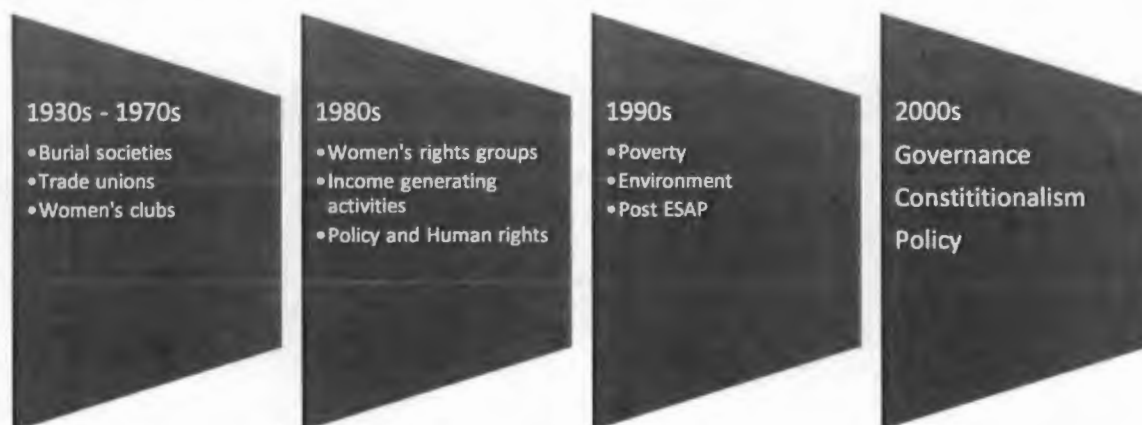 1930s - 1970s
•Burial societies
•Trade unions
•Women's clubs
1980s
•Women's rights groups
•Income generating
activities
•Policy and Human rights
1990s
•Poverty
•Environment
•Post ESAP
2000s
Governance
Constititionalism
Policy